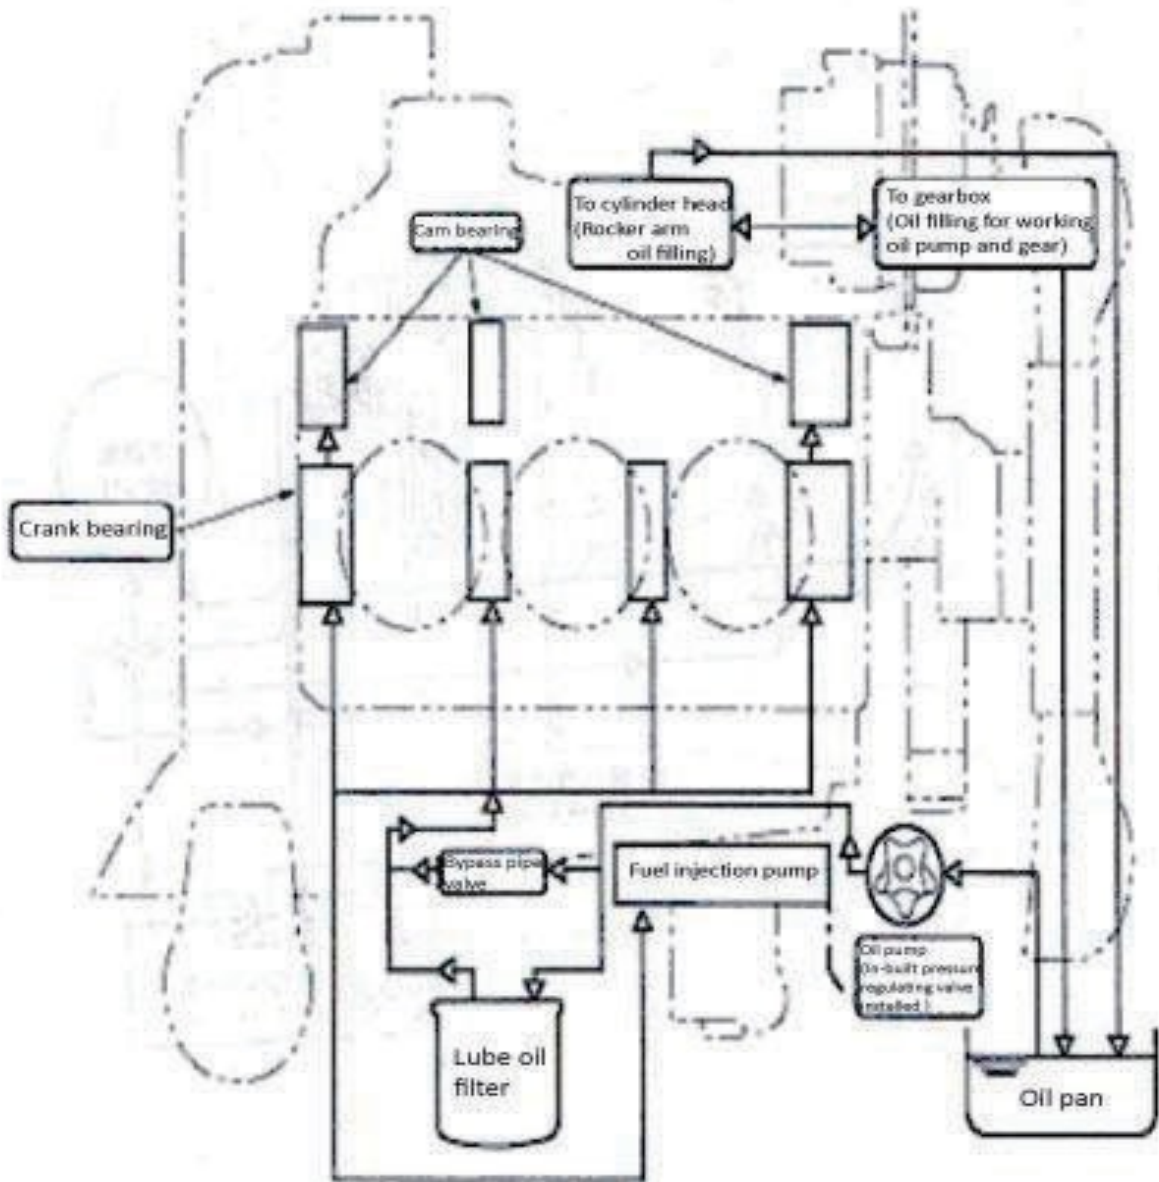 To cylinder head
(Rocker arm
oil filling)
To gearbox
(Oil filling for working
oil pump and gear)
Cam bearing
Crank bearing
Bypass pipe
valve
Fuel injection pump
Oil pump
(In-built pressure
regulating valve
installed.)
Lube oil
filter
Oil pan